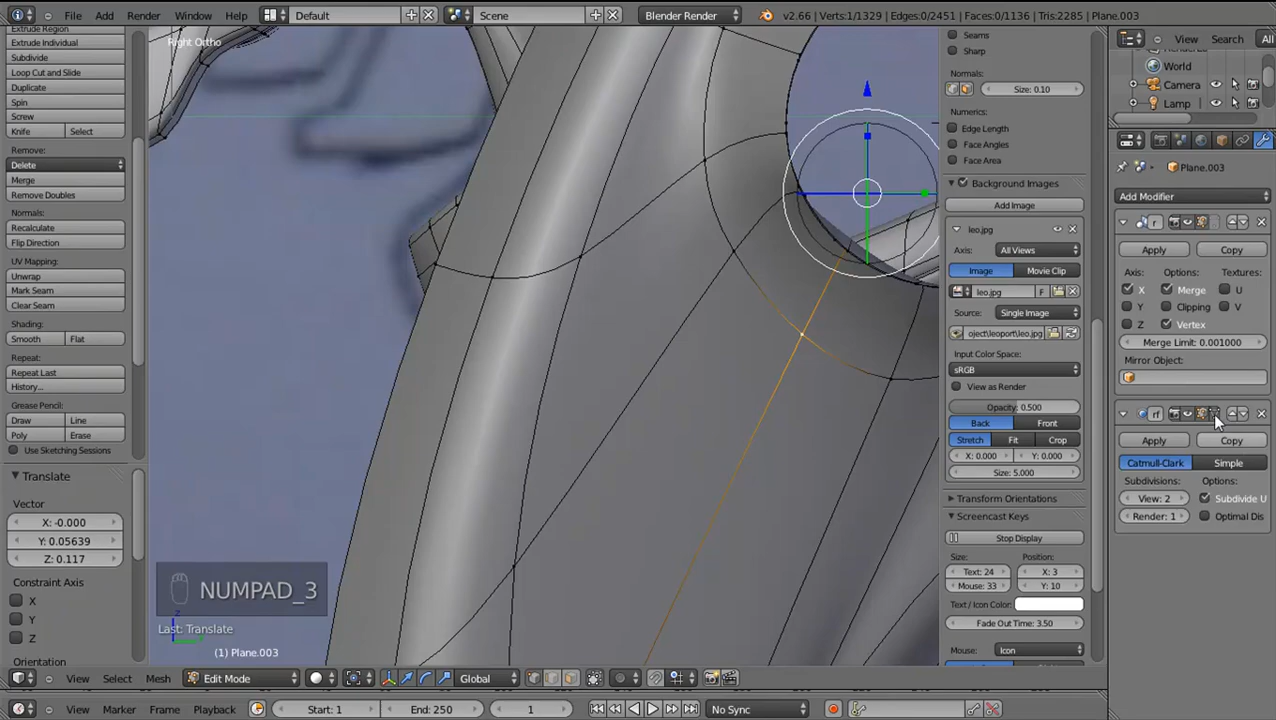 File Add Render Window Help Default Scene Blender Render v2.66 | Verts:1/1329 | Edges:0/2451 | Faces:0/1136 | Tris:2285 | Plane.003
Extrude Region
Extrude Individual
Subdivide
Loop Cut and Slide
Duplicate
Spin
Screw
Knife Select
Remove:
Delete
Merge
Remove Doubles
Normals:
Recalculate
Flip Direction
UV Mapping:
Unwrap
Mark Seam
Clear Seam
Shading:
Smooth Flat
Repeat:
Repeat Last
History...
Grease Pencil:
Draw Line
Poly Erase
Use Sketching Sessions
Translate
Vector
X: -0.000
Y: 0.05639
Z: 0.117
Constraint Axis
X
Y
Z
Orientation
Right Ortho
NUMPAD_3
Last: Translate
(1) Plane.003
Seams
Sharp
Normals:
Size: 0.10
Numerics:
Edge Length
Face Angles
Face Area
Background Images
Add Image
leo.jpg
Axis: All Views
Image Movie Clip
leo.jpg F
Source: Single Image
oject\leoport\leo.jpg
Input Color Space:
sRGB
View as Render
Opacity: 0.500
Back Front
Stretch Fit Crop
X: 0.000 Y: 0.000
Size: 5.000
Transform Orientations
Screencast Keys
Stop Display
Size: Position:
Text: 24 X: 3
Mouse: 33 Y: 10
Text / Icon Color:
Fade Out Time: 3.50
Mouse: Icon
View Search All
World
Camera
Lamp
Plane.003
Add Modifier
Apply Copy
Axis: Options: Textures:
X Merge U
Y Clipping V
Z Vertex
Merge Limit: 0.001000
Mirror Object:
Apply Copy
Catmull-Clark Simple
Subdivisions: Options:
View: 2 Subdivide U
Render: 1 Optimal Dis
View Select Mesh Edit Mode Global
View Marker Frame Playback Start: 1 End: 250 1 No Sync